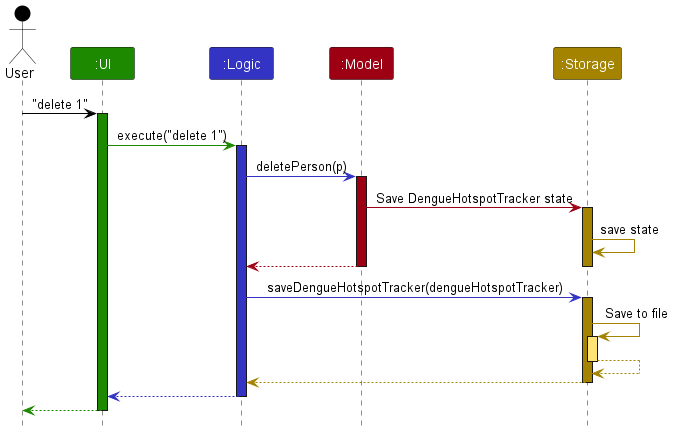 User
:UI
:Logic
:Model
:Storage
"delete 1"
execute("delete 1")
deletePerson(p)
Save DengueHotspotTracker state
save state
saveDengueHotspotTracker(dengueHotspotTracker)
Save to file